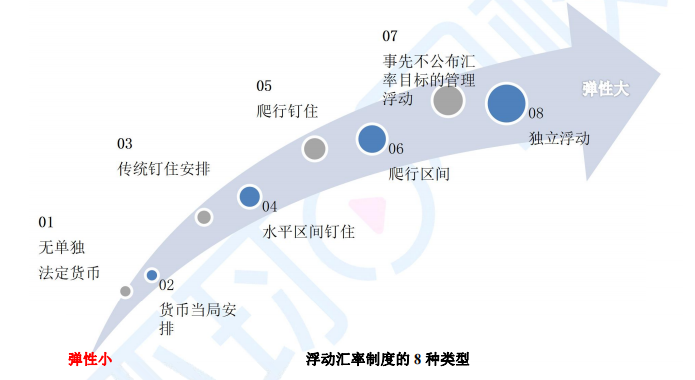 07
事先不公布汇
率目标的管理
浮动
弹性大
05
爬行钉住
08
独立浮动
03
传统钉住安排
06
爬行区间
04
水平区间钉住
01
无单独
法定货币
02
货币当局安
排
弹性小
浮动汇率制度的 8 种类型